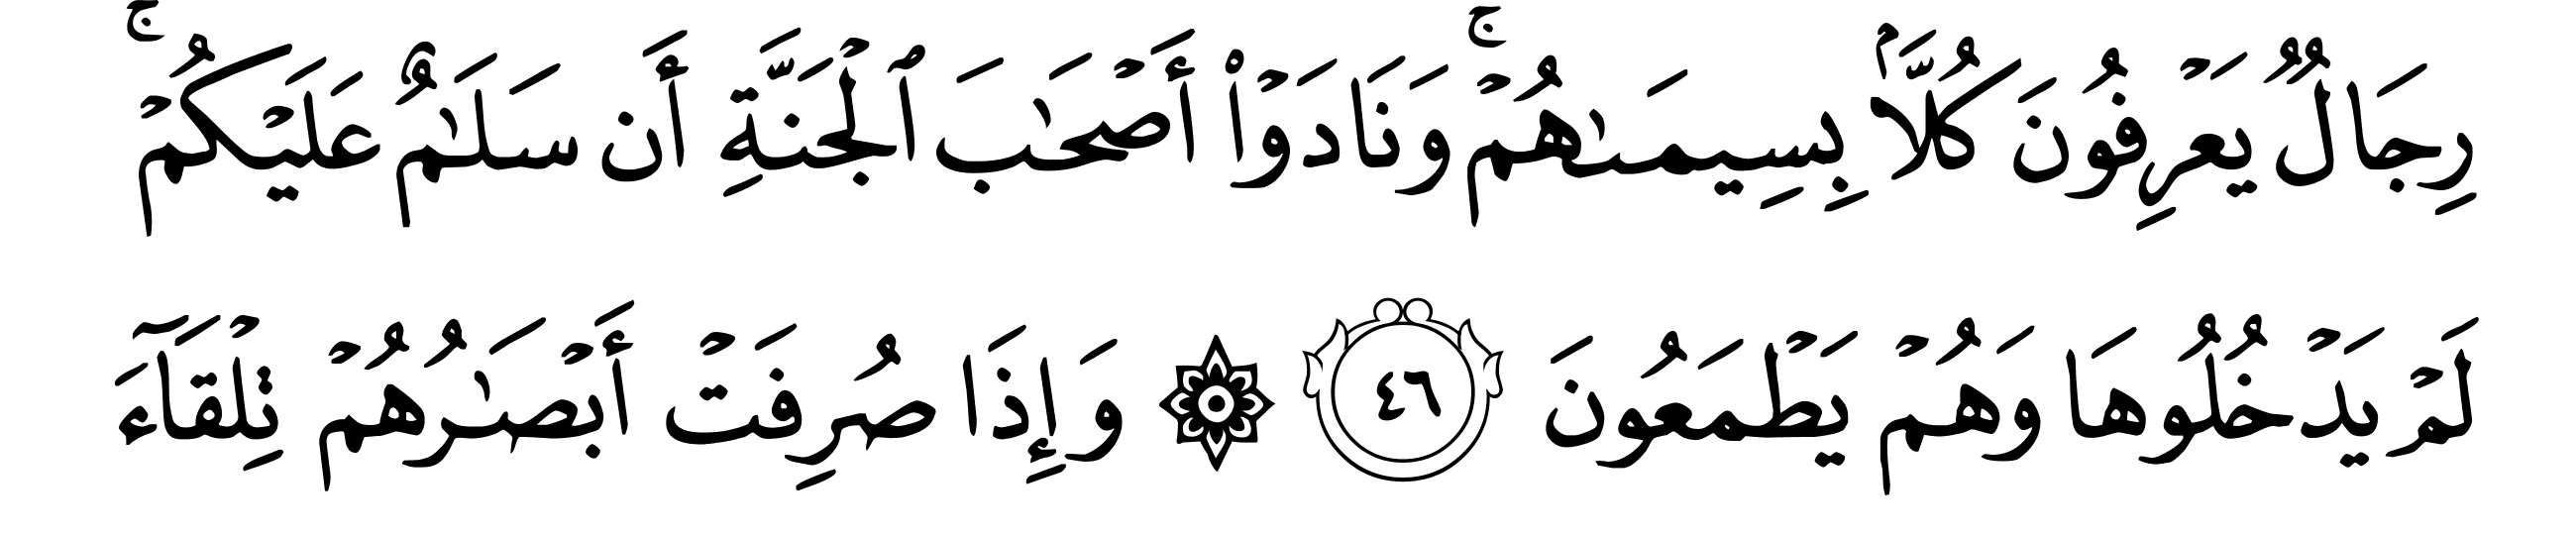 رِجَالٌ يَعْرِفُونَ كُلَّاۢ بِسِيمَىٰهُمْ ۚ وَنَادَوْا۟ أَصْحَٰبَ ٱلْجَنَّةِ أَن سَلَٰمٌ عَلَيْكُمْ ۚ
لَمْ يَدْخُلُوهَا وَهُمْ يَطْمَعُونَ ٤٦ ۞ وَإِذَا صُرِفَتْ أَبْصَٰرُهُمْ تِلْقَآءَ